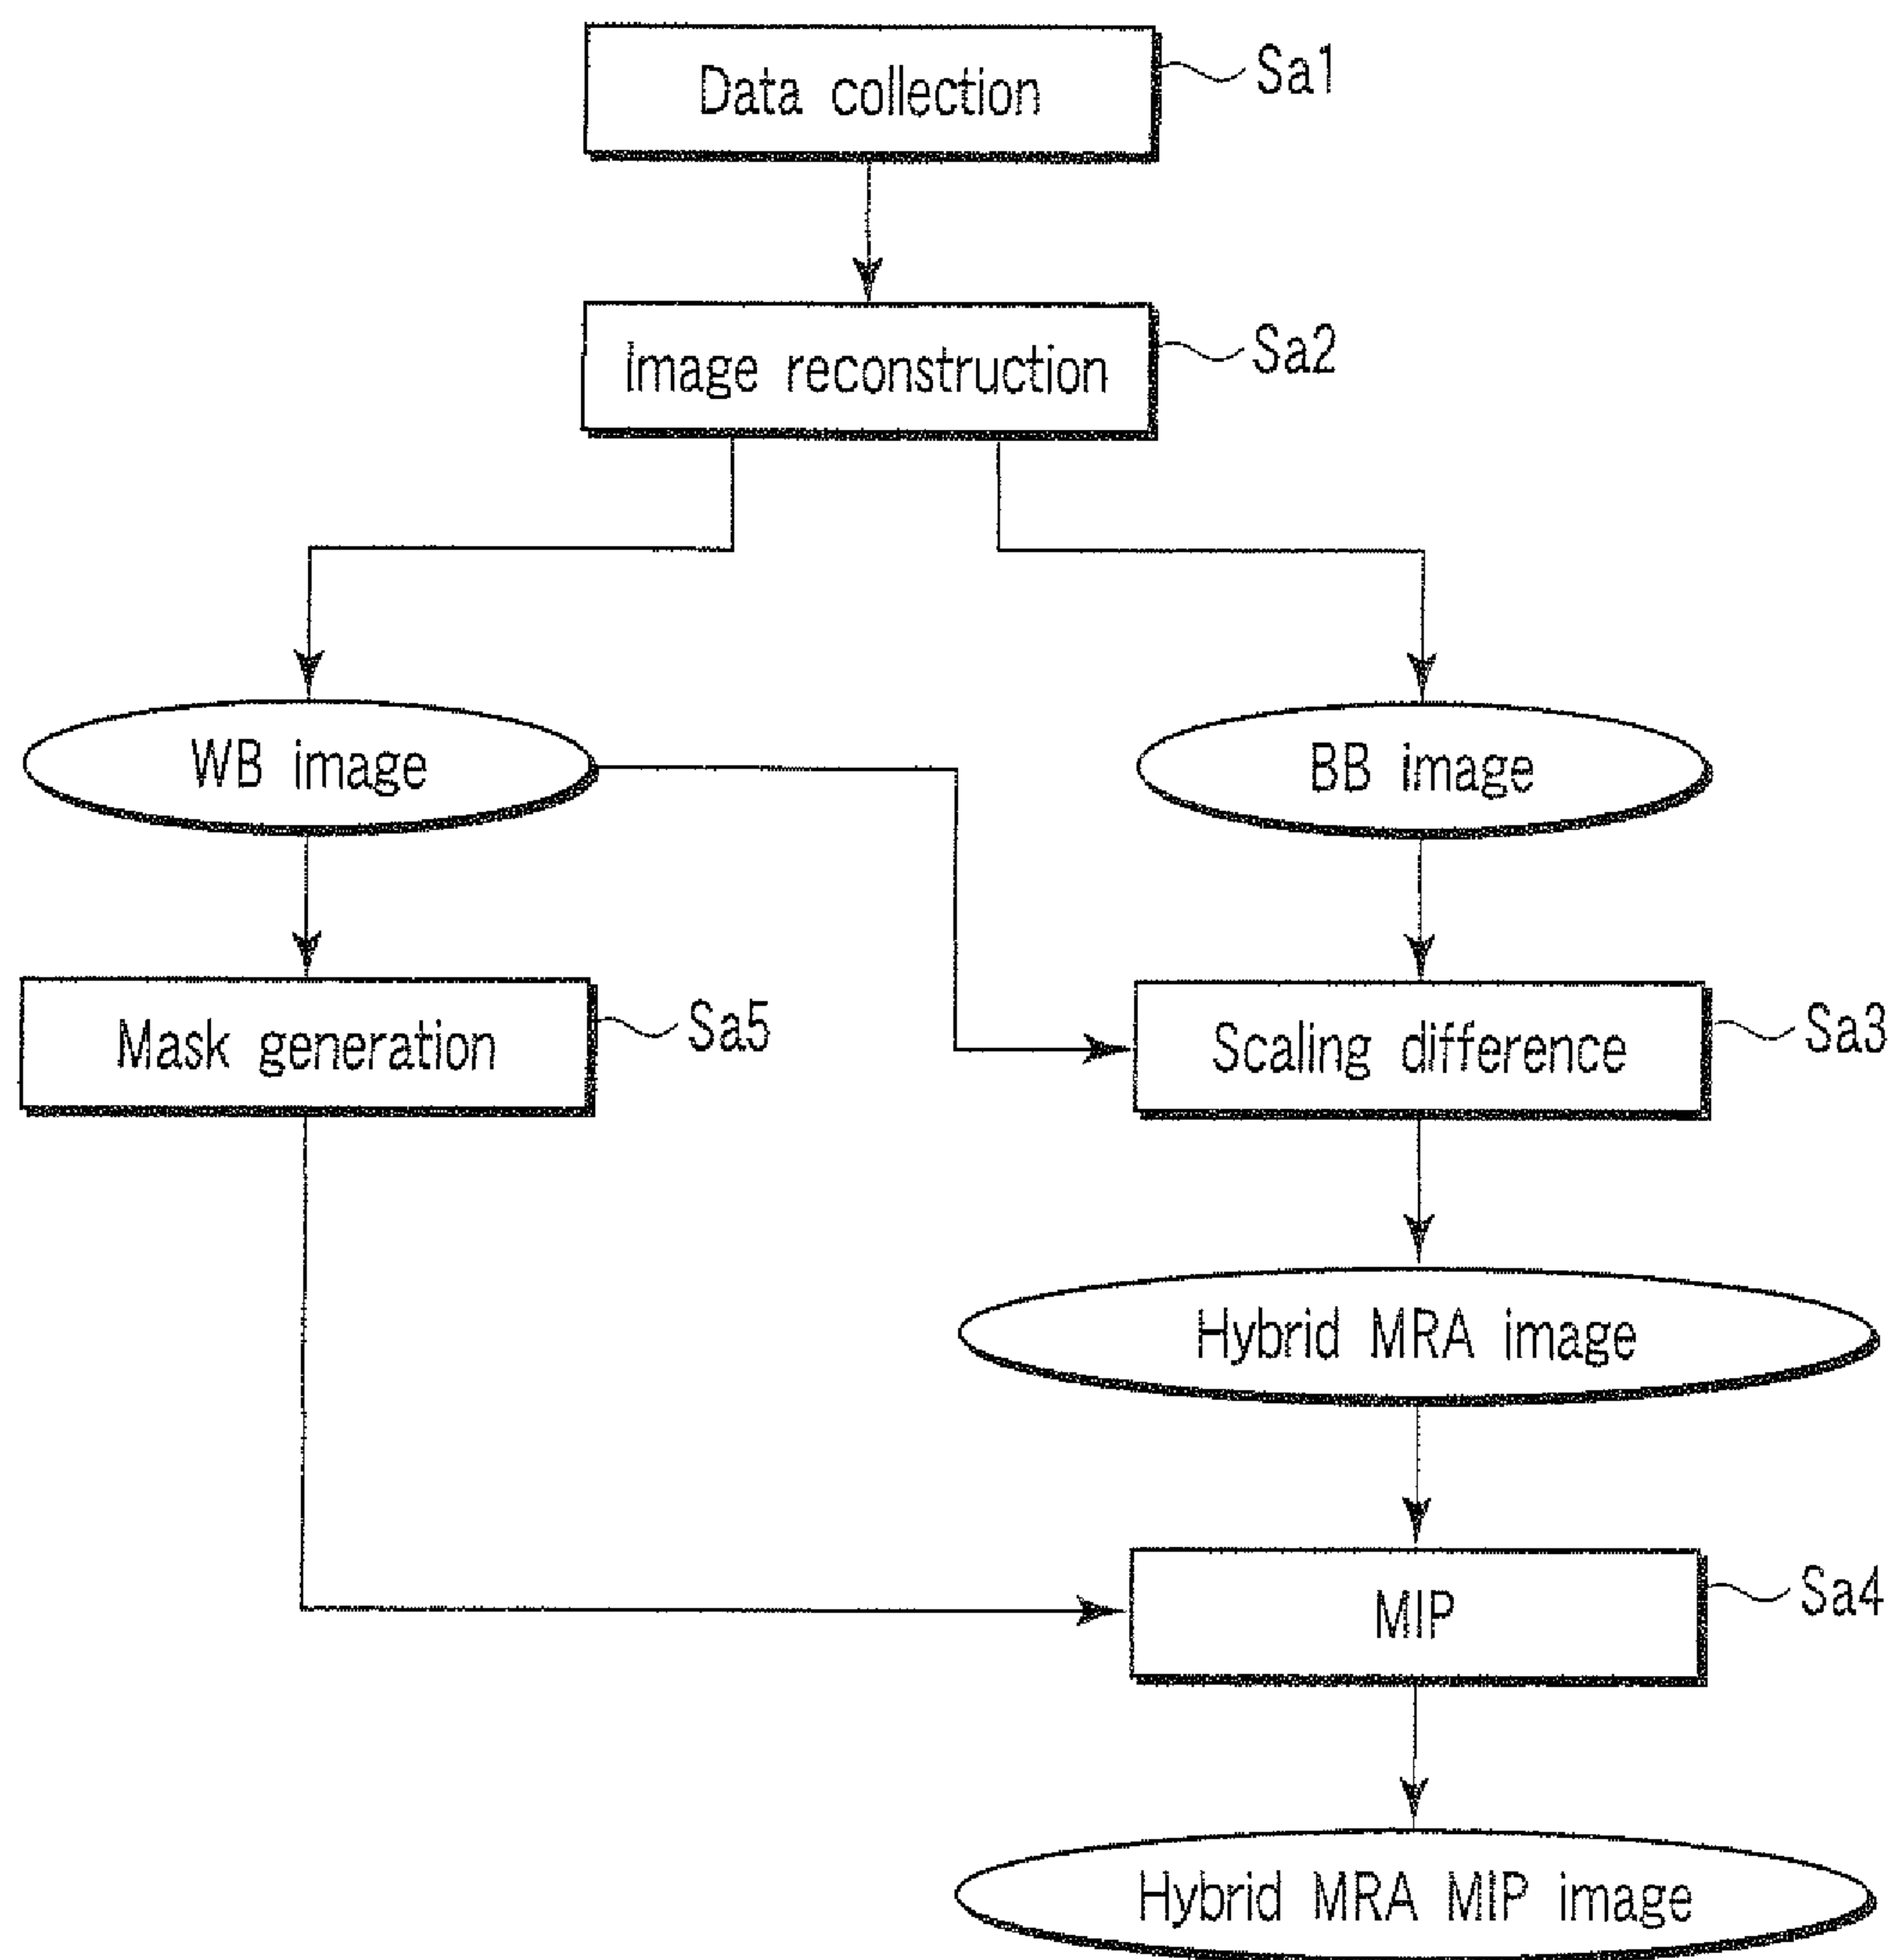 Data collection
Sa1
Image reconstruction
Sa2
WB image
BB image
Mask generation
Sa5
Scaling difference
Sa3
Hybrid MRA image
MIP
Sa4
Hybrid MRA MIP image